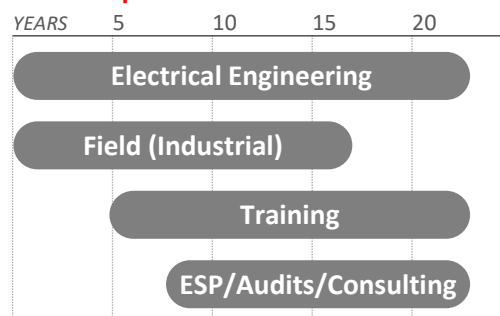 YEARS 5 10 15 20
Electrical Engineering
Field (Industrial)
Training
ESP/Audits/Consulting